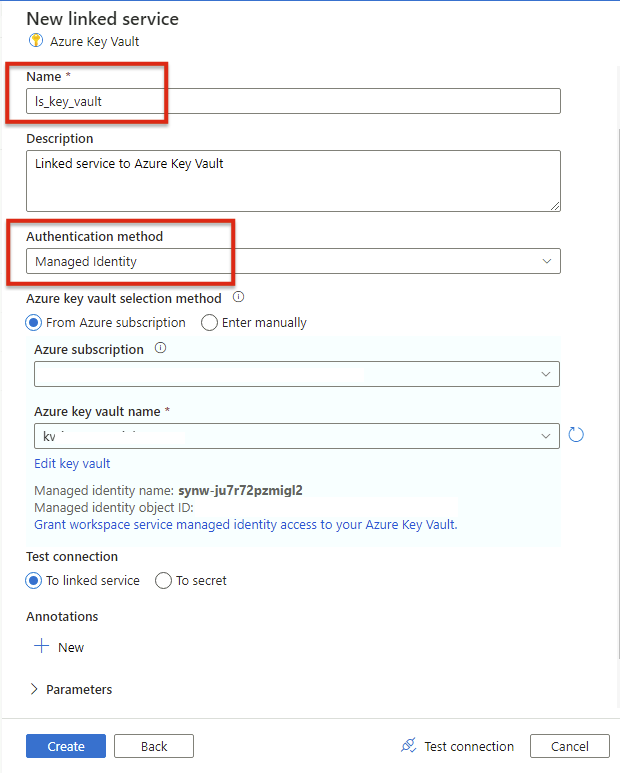 New linked service
Azure Key Vault
Name *
ls_key_vault
Description
Linked service to Azure Key Vault
Authentication method
Managed Identity
Azure key vault selection method
From Azure subscription Enter manually
Azure subscription
Azure key vault name *
Edit key vault
Managed identity name: synw-ju7r72pzmigl2
Managed identity object ID:
Grant workspace service managed identity access to your Azure Key Vault.
Test connection
To linked service To secret
Annotations
New
Parameters
Create Back Test connection Cancel